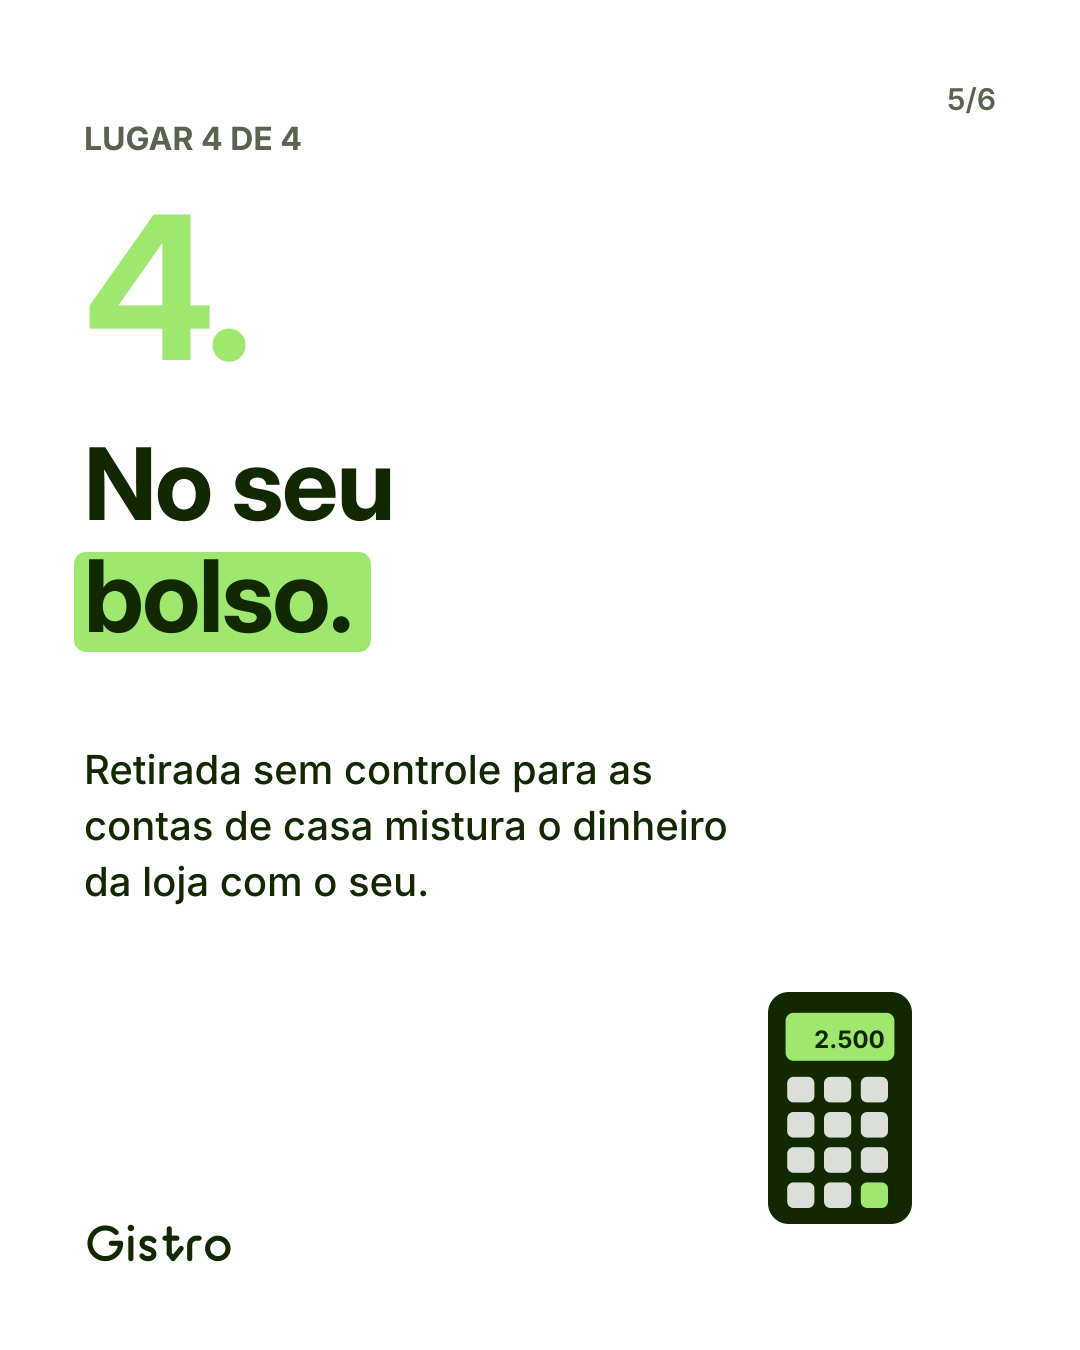 5/6
LUGAR 4 DE 4
4.
No seu
bolso.
Retirada sem controle para as
contas de casa mistura o dinheiro
da loja com o seu.
2.500
Gistro